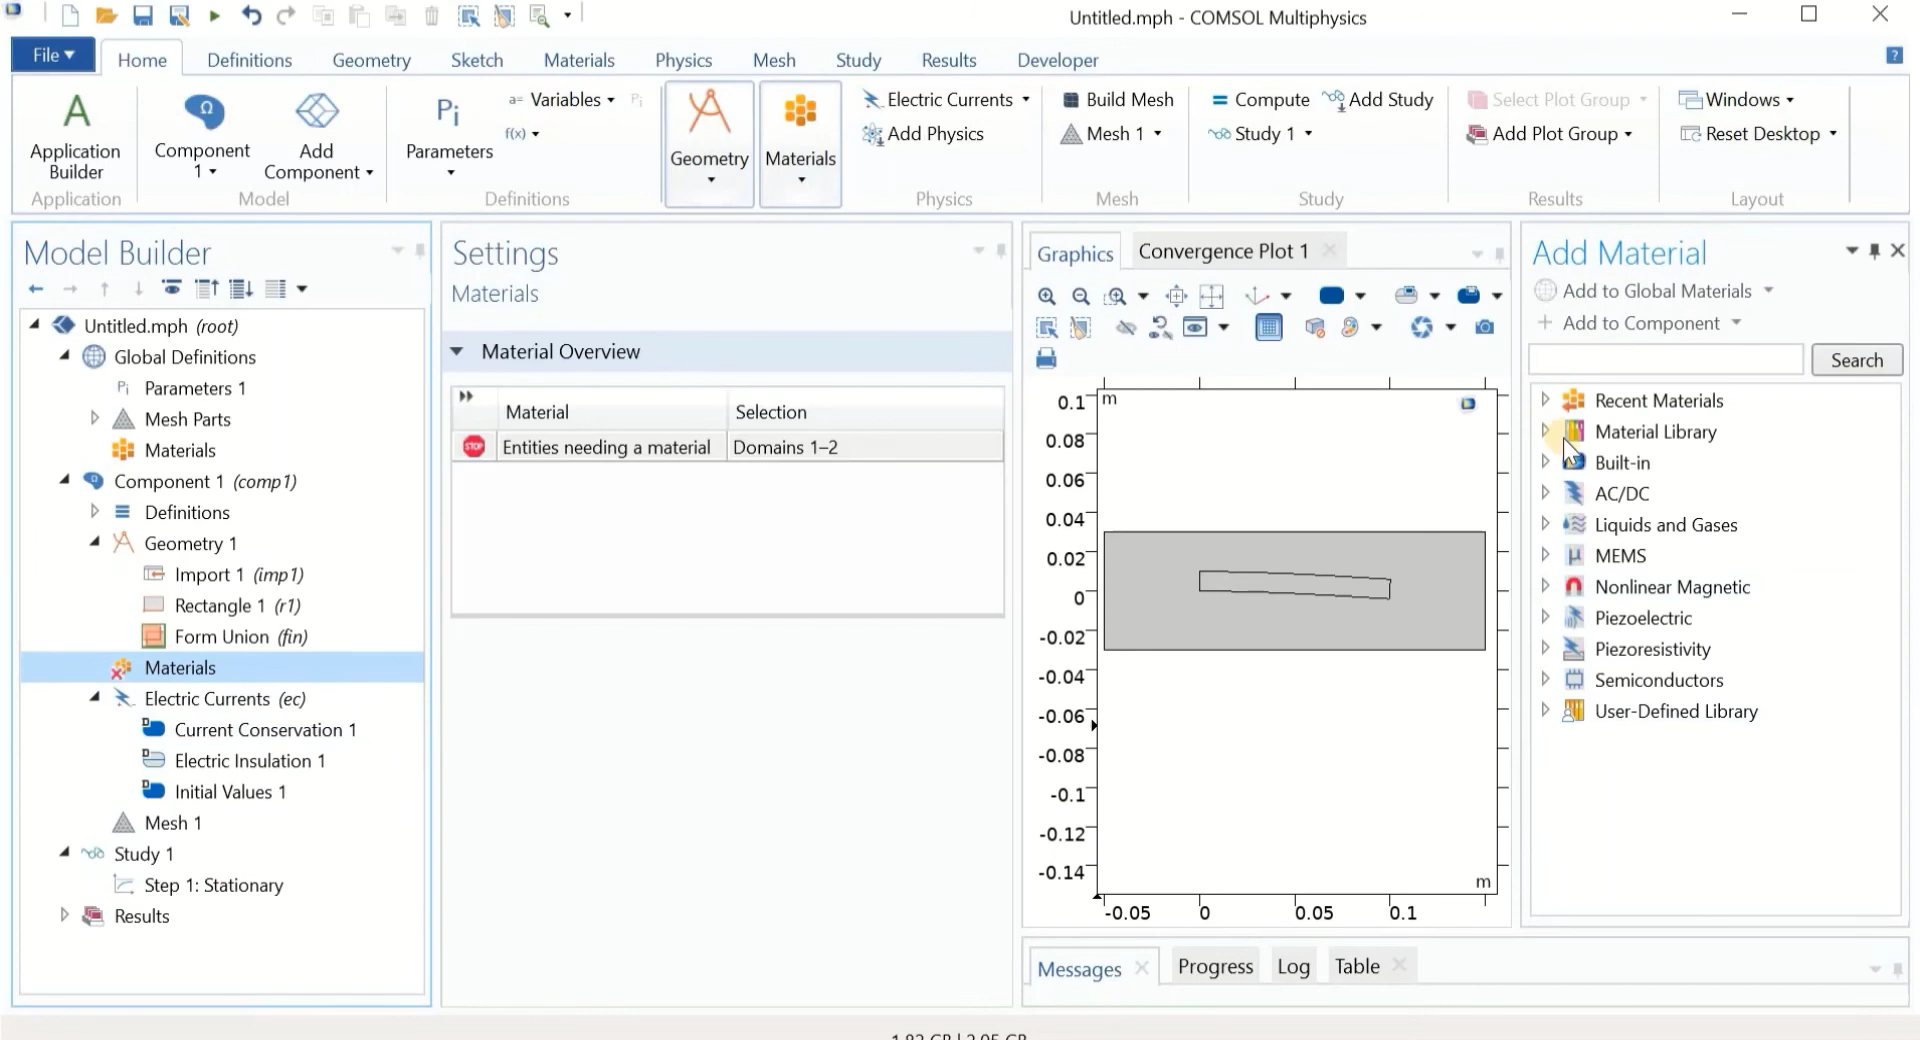 Untitled.mph - COMSOL Multiphysics
File
Home
Definitions
Geometry
Sketch
Materials
Physics
Mesh
Study
Results
Developer
?
A
Application
Builder
Application
Component
1
Add
Component
Model
Pi
Parameters
a= Variables
Pi
f(x)
Definitions
Geometry
Materials
Electric Currents
Add Physics
Physics
Build Mesh
Mesh 1
Mesh
= Compute
Add Study
Study 1
Study
Select Plot Group
Add Plot Group
Results
Windows
Reset Desktop
Layout
Model Builder
Untitled.mph (root)
Global Definitions
Pi Parameters 1
Mesh Parts
Materials
Component 1 (comp1)
Definitions
Geometry 1
Import 1 (imp1)
Rectangle 1 (r1)
Form Union (fin)
Materials
Electric Currents (ec)
Current Conservation 1
Electric Insulation 1
Initial Values 1
Mesh 1
Study 1
Step 1: Stationary
Results
Settings
Materials
Material Overview
Material Selection
STOP Entities needing a material Domains 1–2
Graphics
Convergence Plot 1
m
0.1
0.08
0.06
0.04
0.02
0
-0.02
-0.04
-0.06
-0.08
-0.1
-0.12
-0.14
m
-0.05 0 0.05 0.1
Messages
Progress
Log
Table
Add Material
Add to Global Materials
+ Add to Component
Search
Recent Materials
Material Library
Built-in
AC/DC
Liquids and Gases
µ MEMS
Nonlinear Magnetic
Piezoelectric
Piezoresistivity
Semiconductors
User-Defined Library